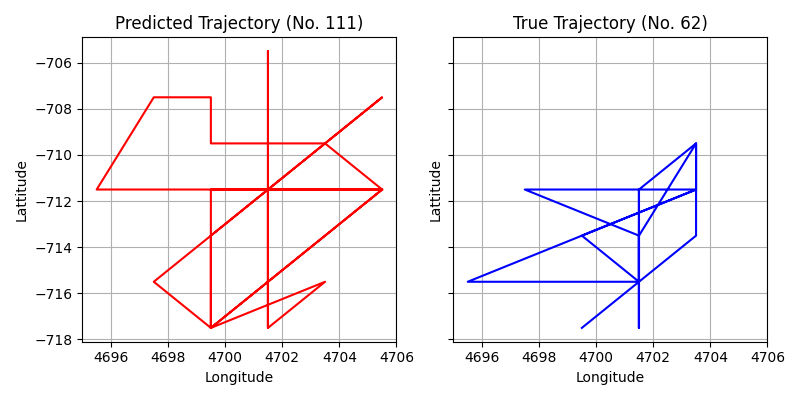 Predicted Trajectory (No. 111)
True Trajectory (No. 62)
−706
−708
−710
−712
−714
−716
−718
Lattitude
Lattitude
4696 4698 4700 4702 4704 4706
4696 4698 4700 4702 4704 4706
Longitude
Longitude